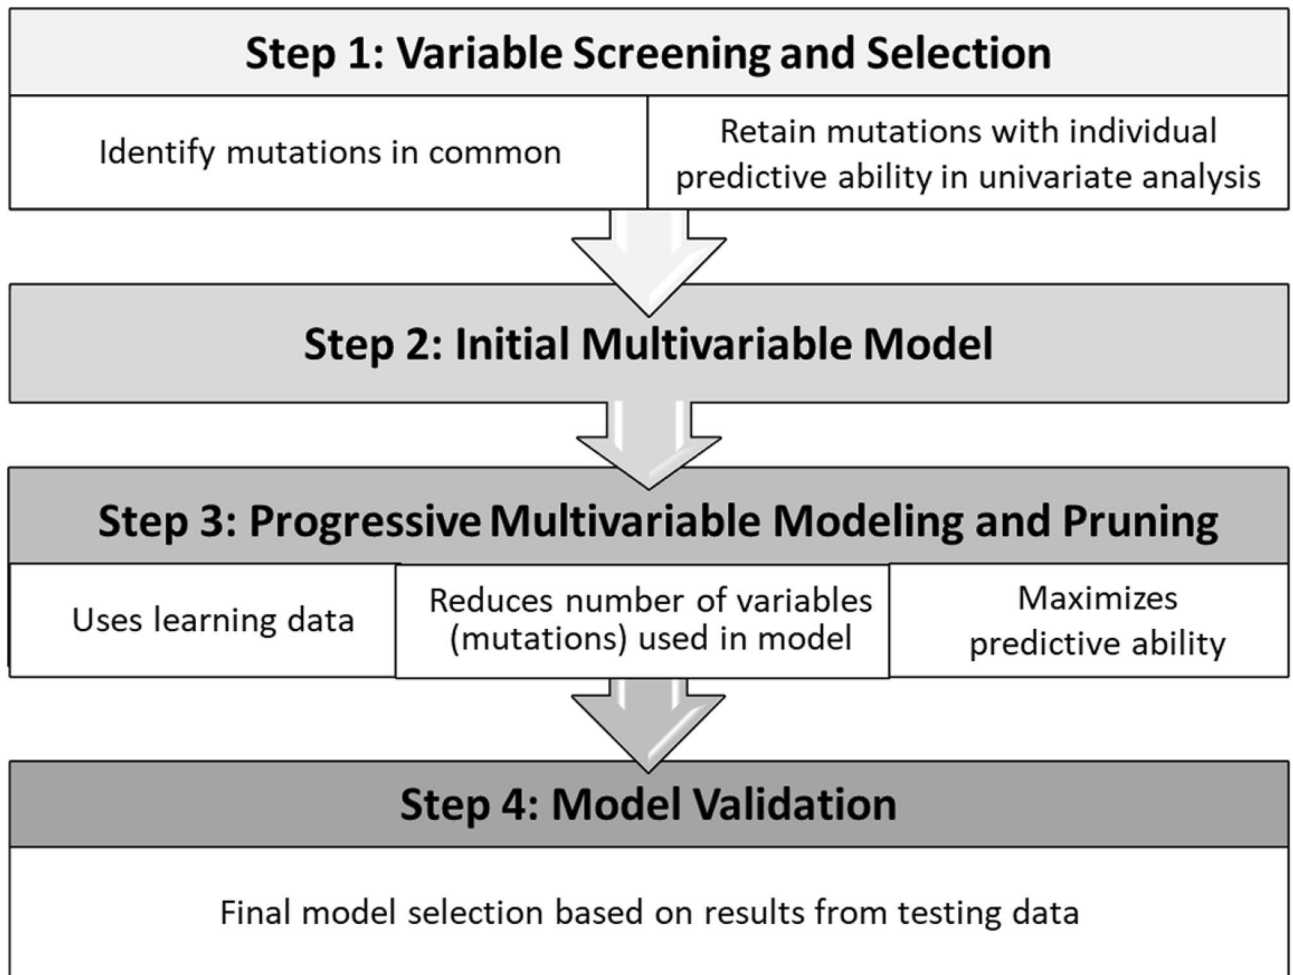 Step 1: Variable Screening and Selection
Identify mutations in common
Retain mutations with individual
predictive ability in univariate analysis
Step 2: Initial Multivariable Model
Step 3: Progressive Multivariable Modeling and Pruning
Uses learning data
Reduces number of variables
(mutations) used in model
Maximizes
predictive ability
Step 4: Model Validation
Final model selection based on results from testing data